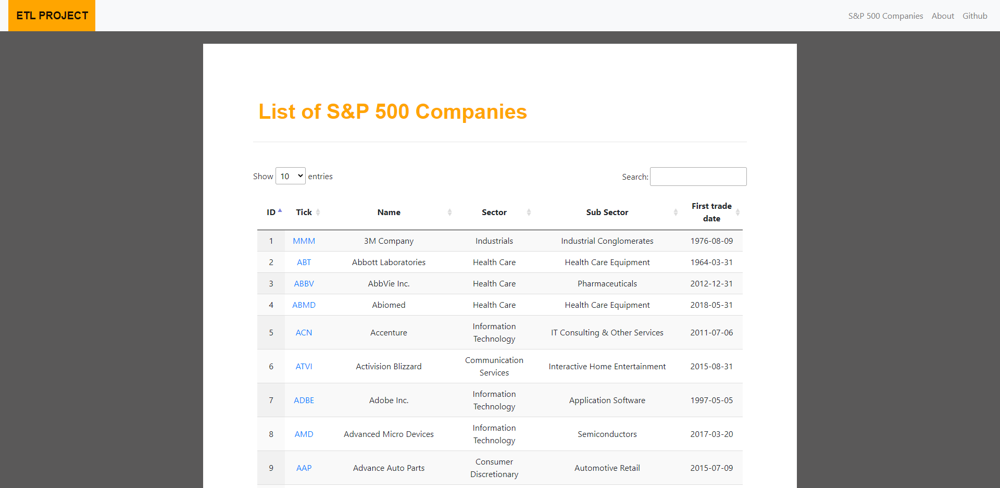 ETL PROJECT
S&P 500 Companies About Github
List of S&P 500 Companies
Show 10 entries
Search:
ID Tick Name Sector Sub Sector First trade date
1 MMM 3M Company Industrials Industrial Conglomerates 1976-08-09
2 ABT Abbott Laboratories Health Care Health Care Equipment 1964-03-31
3 ABBV AbbVie Inc. Health Care Pharmaceuticals 2012-12-31
4 ABMD Abiomed Health Care Health Care Equipment 2018-05-31
5 ACN Accenture Information Technology IT Consulting & Other Services 2011-07-06
6 ATVI Activision Blizzard Communication Services Interactive Home Entertainment 2015-08-31
7 ADBE Adobe Inc. Information Technology Application Software 1997-05-05
8 AMD Advanced Micro Devices Information Technology Semiconductors 2017-03-20
9 AAP Advance Auto Parts Consumer Discretionary Automotive Retail 2015-07-09